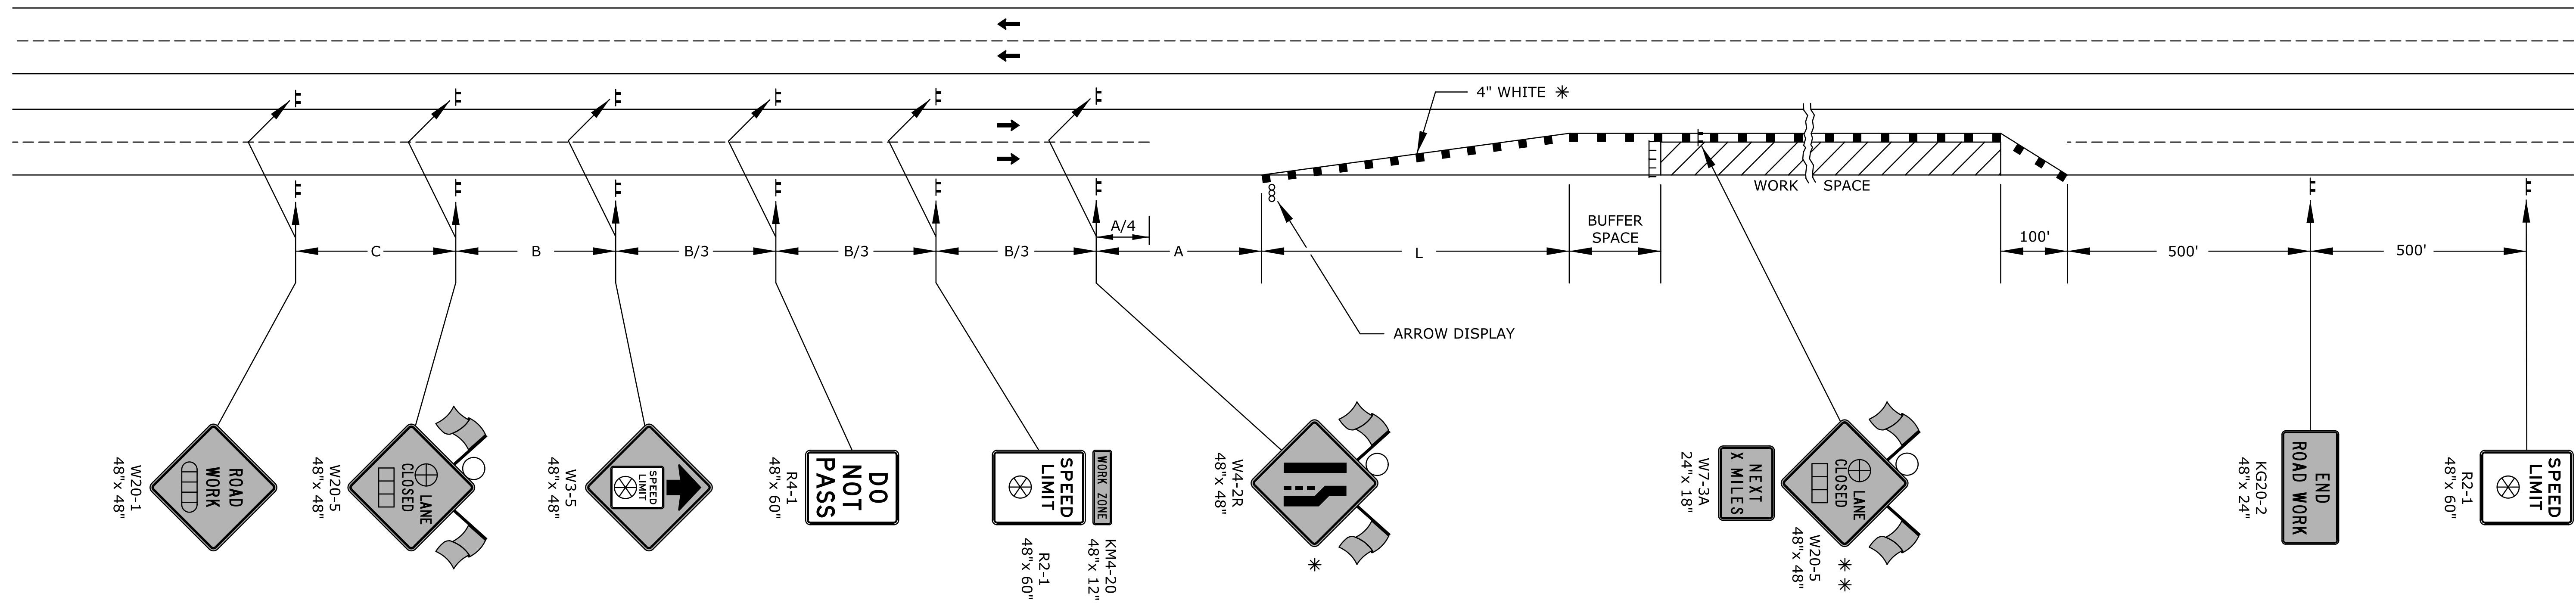 4" WHITE *
WORK SPACE
A/4
BUFFER
SPACE
C
B
B/3
B/3
B/3
A
L
100'
500'
500'
ARROW DISPLAY
ROAD
WORK
W20-1
48"x 48"
LANE
CLOSED
W20-5
48"x 48"
SPEED
LIMIT
W3-5
48"x 48"
DO
NOT
PASS
R4-1
48"x 60"
WORK ZONE
SPEED
LIMIT
KM4-20
48"x 12"
R2-1
48"x 60"
W4-2R
48"x 48"
*
NEXT
X MILES
W7-3A
24"x 18"
LANE
CLOSED
W20-5
48"x 48"
* *
END
ROAD WORK
KG20-2
48"x 24"
SPEED
LIMIT
R2-1
48"x 60"